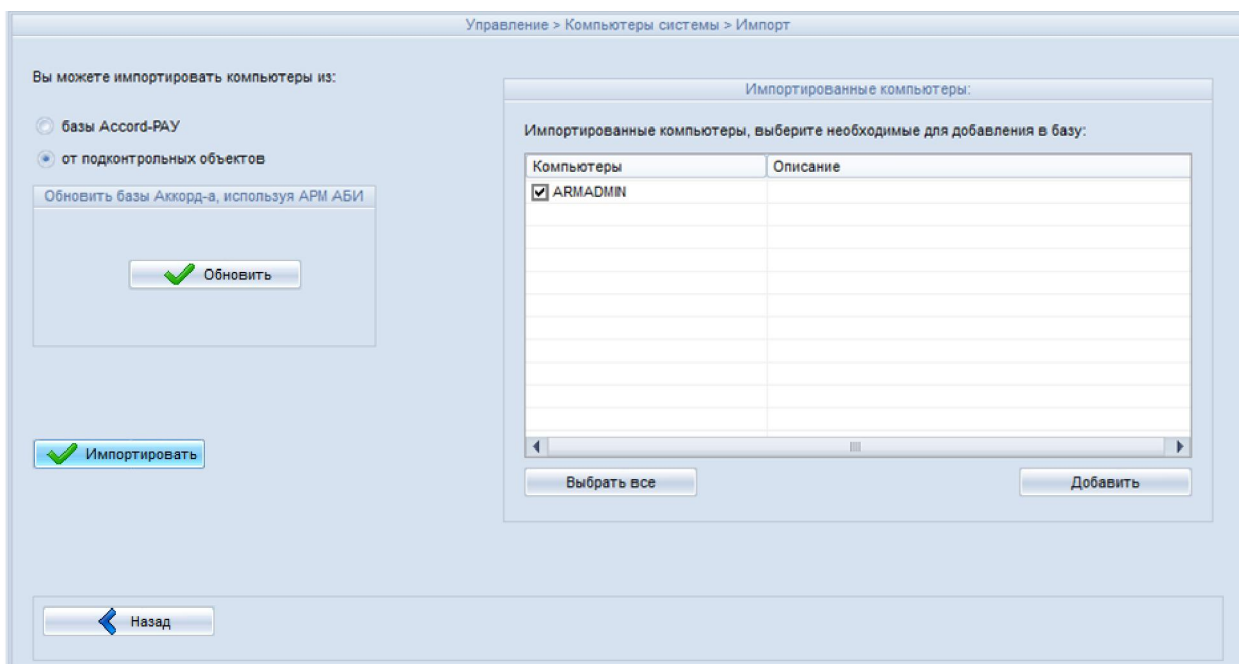 Управление > Компьютеры системы > Импорт
Вы можете импортировать компьютеры из:
базы Accord-РАУ
от подконтрольных объектов
Обновить базы Аккорд-а, используя АРМ АБИ
Обновить
Импортировать
Импортированные компьютеры:
Импортированные компьютеры, выберите необходимые для добавления в базу:
Компьютеры Описание
ARMADMIN
Выбрать все Добавить
Назад